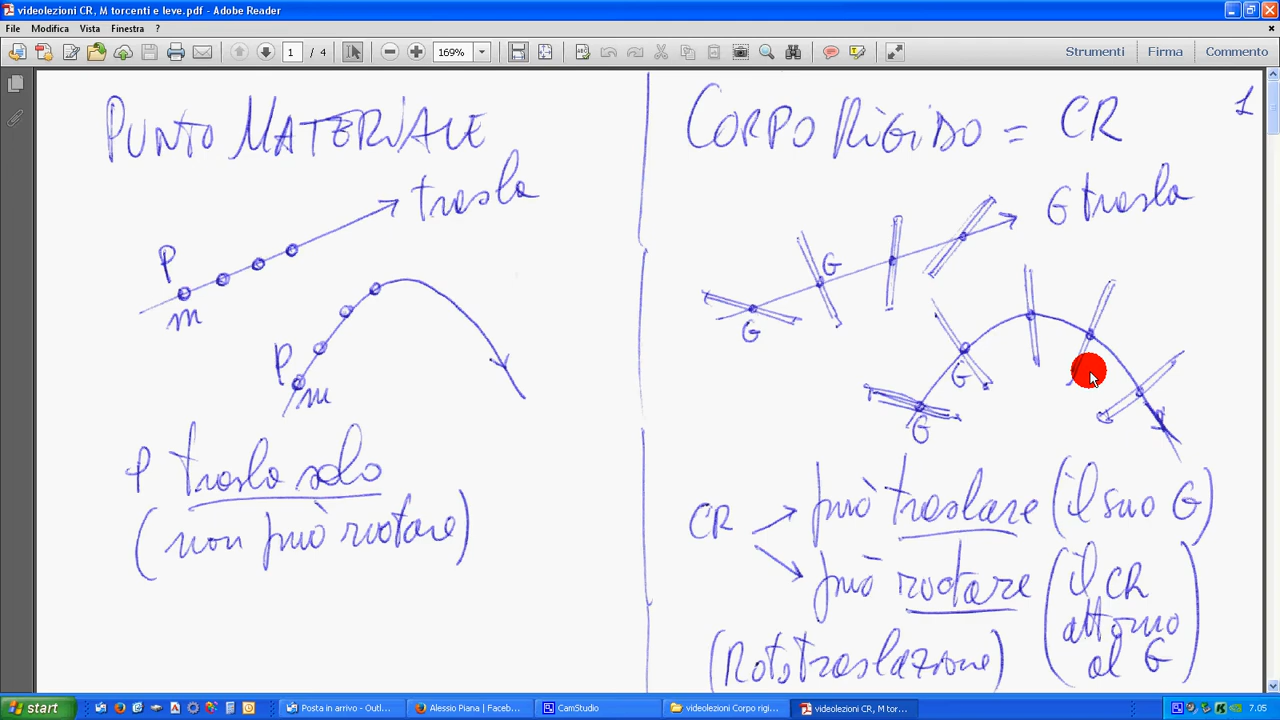 videolezioni CR, M torcenti e leve.pdf - Adobe Reader
File Modifica Vista Finestra ?
1 / 4 169% Strumenti Firma Commento
PUNTO MATERIALE
trasla
P
m
P
m
P trasla solo
(non può ruotare)
1
CORPO RIGIDO = CR
G trasla
G
G
G
G
CR può traslare (il suo G)
può ruotare (il CR attorno al G)
(Rototraslazione)
start Posta in arrivo - Outl... Alessio Piana | Faceb... CamStudio videolezioni Corpo rigi... videolezioni CR, M tor... 7.05